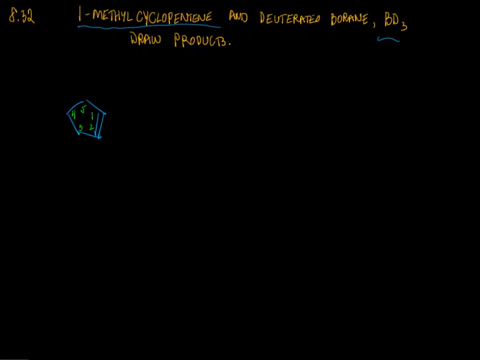 8.32 1-METHYLCYCLOPENTENE AND DEUTERATED BORANE, BD3
DRAW PRODUCTS.
4 5 1
3 2